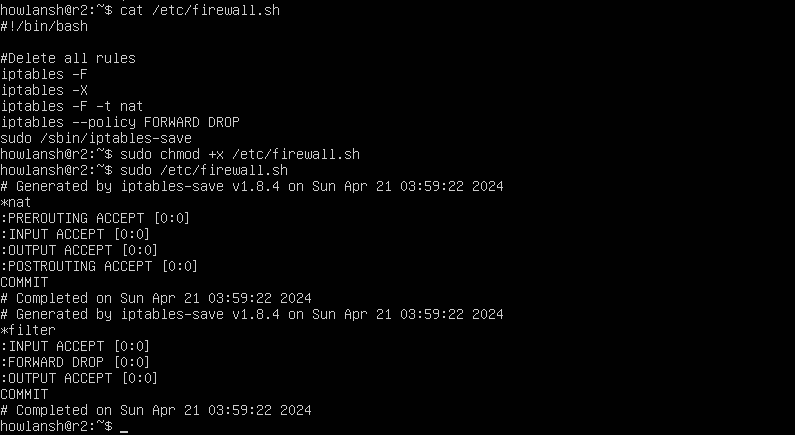 howlansh@r2:~$ cat /etc/firewall.sh
#!/bin/bash

#Delete all rules
iptables -F
iptables -X
iptables -F -t nat
iptables --policy FORWARD DROP
sudo /sbin/iptables-save
howlansh@r2:~$ sudo chmod +x /etc/firewall.sh
howlansh@r2:~$ sudo /etc/firewall.sh
# Generated by iptables-save v1.8.4 on Sun Apr 21 03:59:22 2024
*nat
:PREROUTING ACCEPT [0:0]
:INPUT ACCEPT [0:0]
:OUTPUT ACCEPT [0:0]
:POSTROUTING ACCEPT [0:0]
COMMIT
# Completed on Sun Apr 21 03:59:22 2024
# Generated by iptables-save v1.8.4 on Sun Apr 21 03:59:22 2024
*filter
:INPUT ACCEPT [0:0]
:FORWARD DROP [0:0]
:OUTPUT ACCEPT [0:0]
COMMIT
# Completed on Sun Apr 21 03:59:22 2024
howlansh@r2:~$ _